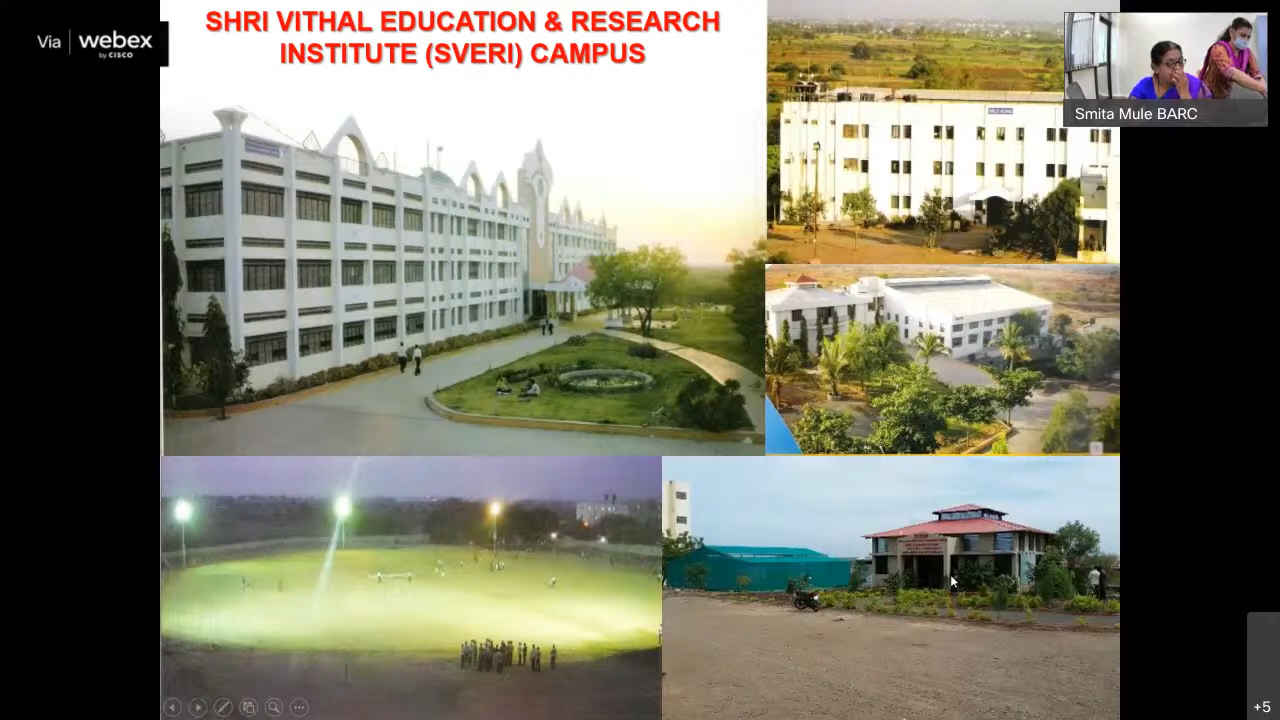 Via webex
by CISCO
SHRI VITHAL EDUCATION & RESEARCH
INSTITUTE (SVERI) CAMPUS
Smita Mule BARC
+5